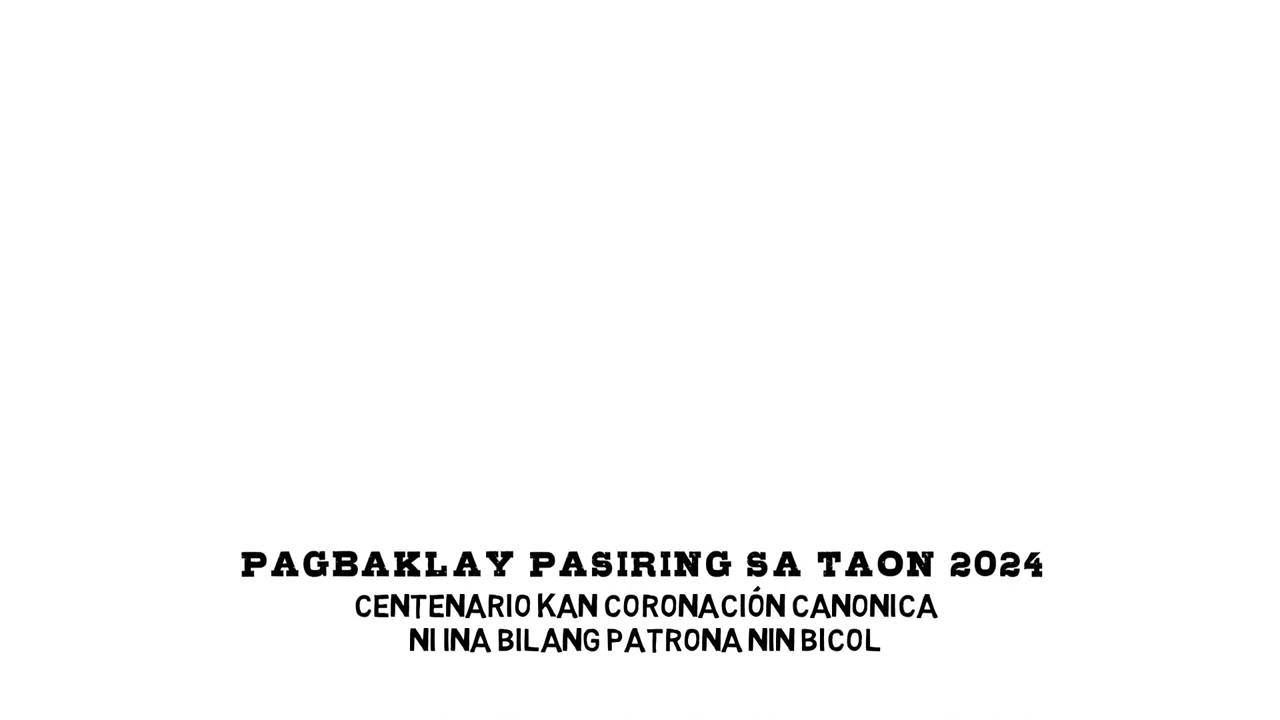 PAGBAKLAY PASIRING SA TAON 2024
CENTENARIO KAN CORONACIÓN CANONICA
NI INA BILANG PATRONA NIN BICOL